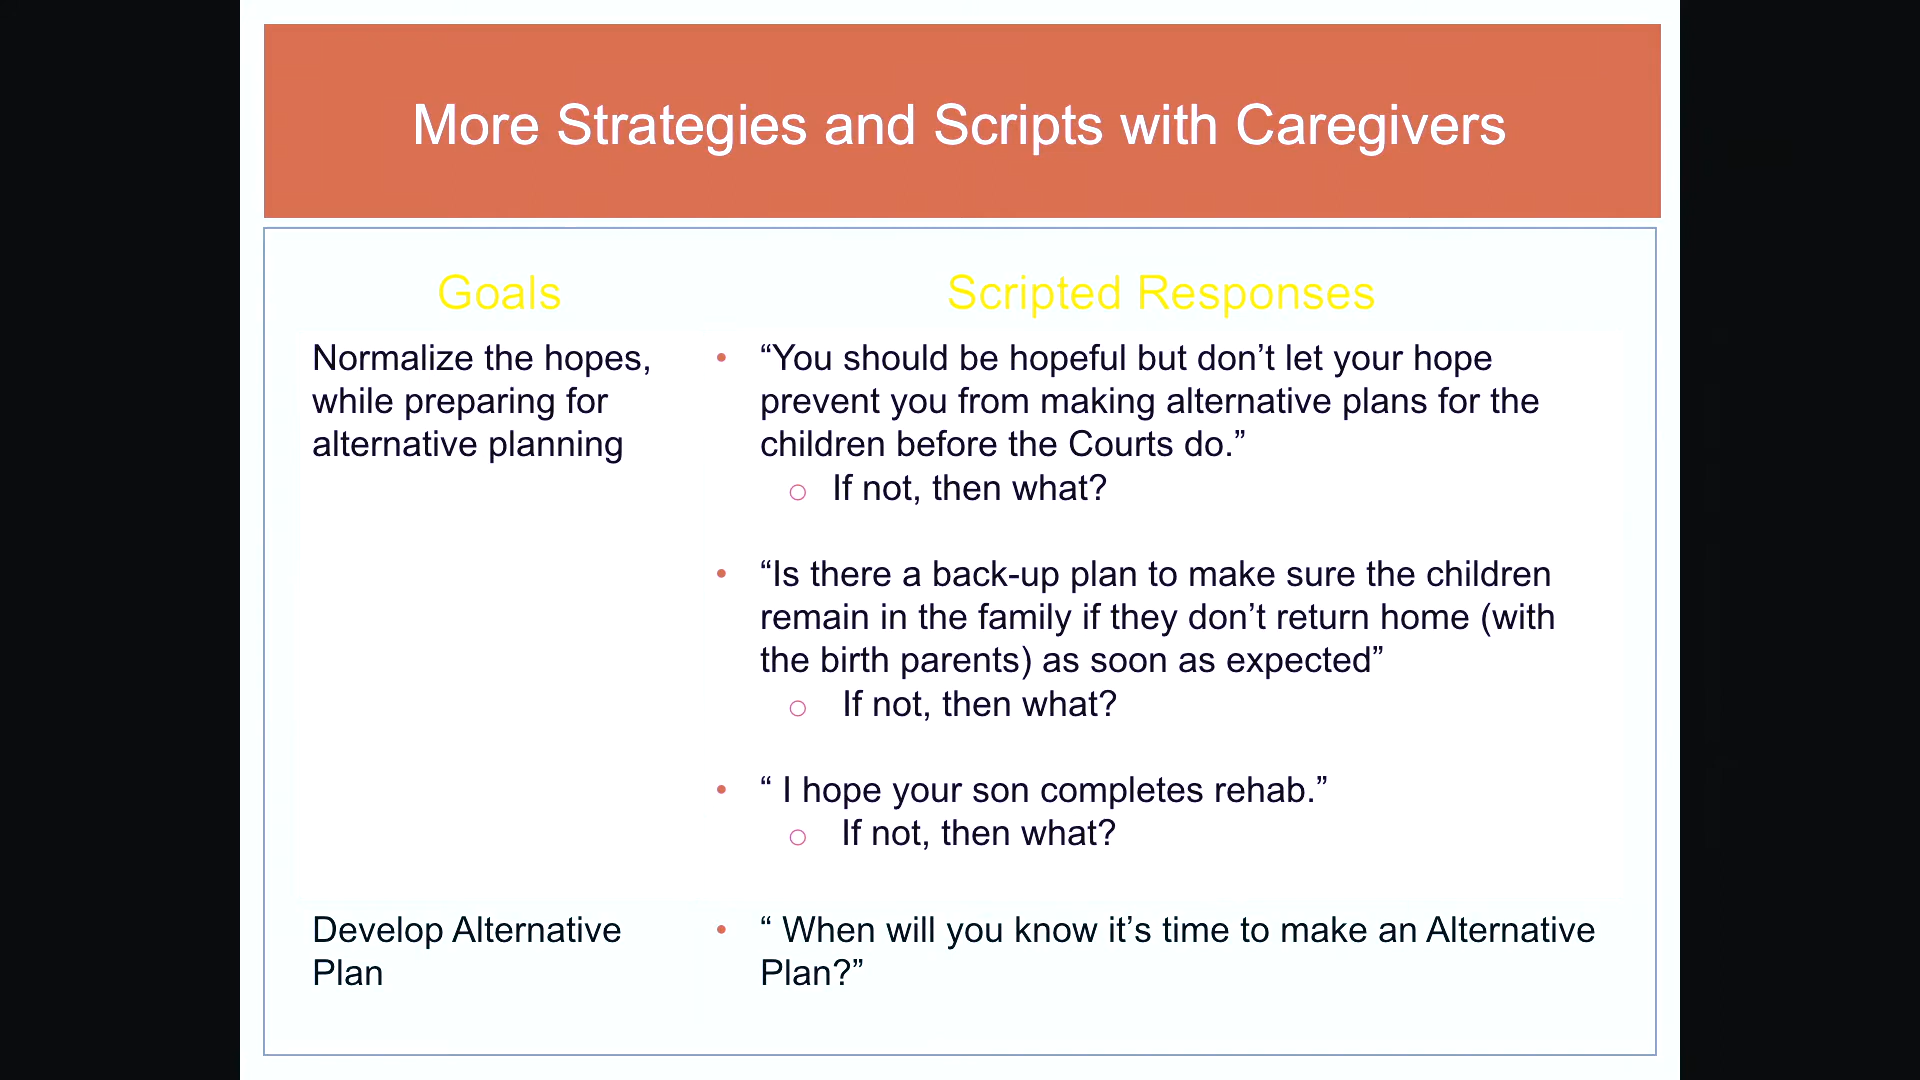 More Strategies and Scripts with Caregivers
Goals
Scripted Responses
Normalize the hopes,
while preparing for
alternative planning
• “You should be hopeful but don’t let your hope
prevent you from making alternative plans for the
children before the Courts do.”
○ If not, then what?
• “Is there a back-up plan to make sure the children
remain in the family if they don’t return home (with
the birth parents) as soon as expected”
○ If not, then what?
• “ I hope your son completes rehab.”
○ If not, then what?
Develop Alternative
Plan
• “ When will you know it’s time to make an Alternative
Plan?”